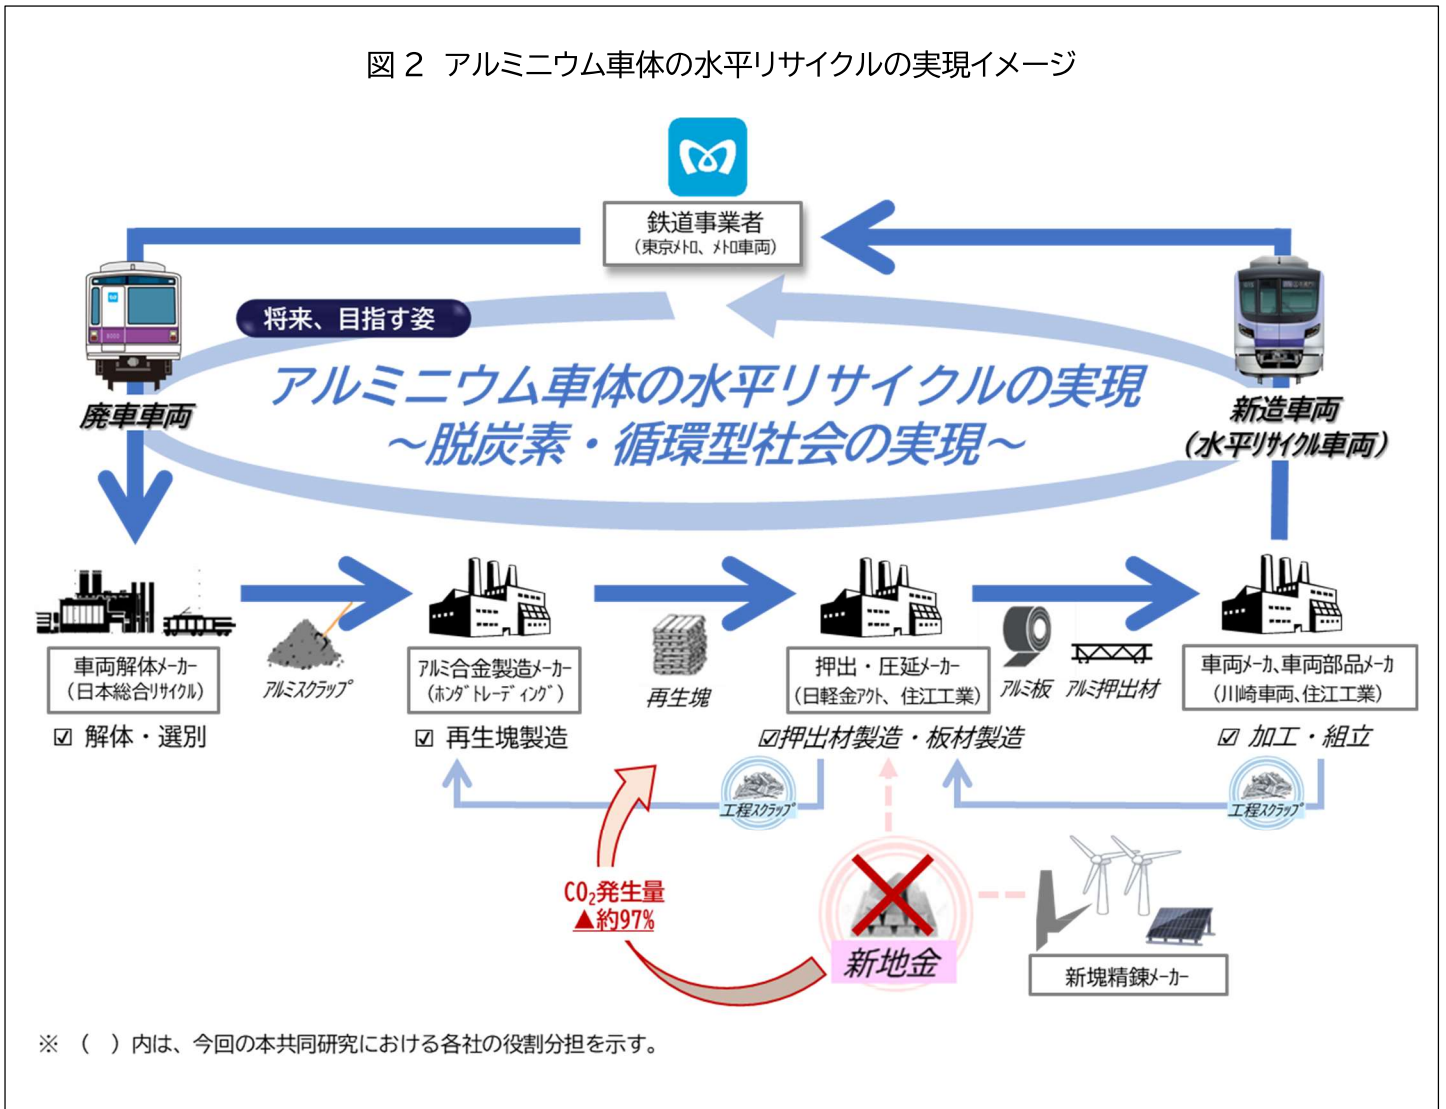 図２ アルミニウム車体の水平リサイクルの実現イメージ
鉄道事業者
（東京ﾒﾄﾛ、ﾒﾄﾛ車両）
将来、目指す姿
アルミニウム車体の水平リサイクルの実現
～脱炭素・循環型社会の実現～
廃車車両
新造車両
（水平ﾘｻｲｸﾙ車両）
車両解体ﾒｰｶｰ
（日本総合ﾘｻｲｸﾙ）
☑ 解体・選別
ｱﾙﾐｽｸﾗｯﾌﾟ
ｱﾙﾐ合金製造ﾒｰｶｰ
（ﾎﾝﾀﾞﾄﾚｰﾃﾞｨﾝｸﾞ）
☑ 再生塊製造
再生塊
押出・圧延ﾒｰｶｰ
（日軽金ｱｸﾄ、住江工業）
☑押出材製造・板材製造
ｱﾙﾐ板
ｱﾙﾐ押出材
車両ﾒｰｶ、車両部品ﾒｰｶ
（川崎車両、住江工業）
☑ 加工・組立
工程ｽｸﾗｯﾌﾟ
工程ｽｸﾗｯﾌﾟ
CO₂発生量
▲約97%
新地金
新塊精錬ﾒｰｶｰ
※ （ ）内は、今回の本共同研究における各社の役割分担を示す。